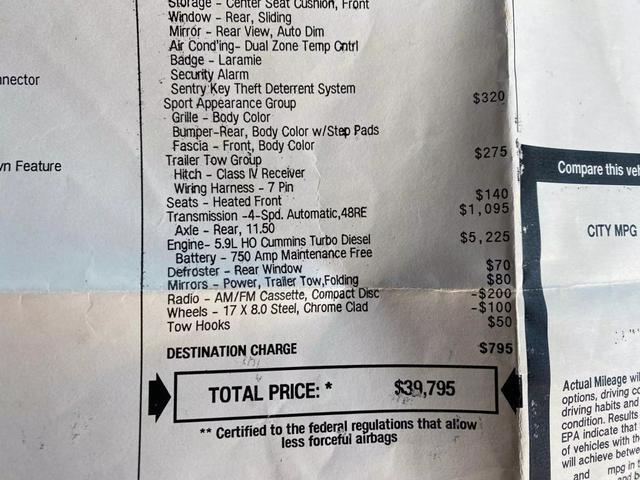 Storage - Center Seat Cushion, Front
Window - Rear, Sliding
Mirror - Rear View, Auto Dim
Air Cond'ing- Dual Zone Temp Cntrl
Badge - Laramie
Security Alarm
Sentry Key Theft Deterrent System
Sport Appearance Group $320
Grille - Body Color
Bumper-Rear, Body Color w/Step Pads
Fascia - Front, Body Color
Trailer Tow Group $275
Hitch - Class IV Receiver
Wiring Harness - 7 Pin
Seats - Heated Front $140
Transmission -4-Spd. Automatic,48RE $1,095
Axle - Rear, 11.50
Engine- 5.9L HO Cummins Turbo Diesel $5,225
Battery - 750 Amp Maintenance Free
Defroster - Rear Window $70
Mirrors - Power, Trailer Tow,Folding $80
Radio - AM/FM Cassette, Compact Disc -$200
Wheels - 17 X 8.0 Steel, Chrome Clad -$100
Tow Hooks $50
DESTINATION CHARGE $795
TOTAL PRICE: * $39,795
** Certified to the federal regulations that allow
less forceful airbags
nnector
wn Feature
Compare this veh
CITY MPG
Actual Mileage wil
options, driving co
driving habits and
condition. Results
EPA indicate that
of vehicles with th
will achieve betwe
and mpg in t
and b